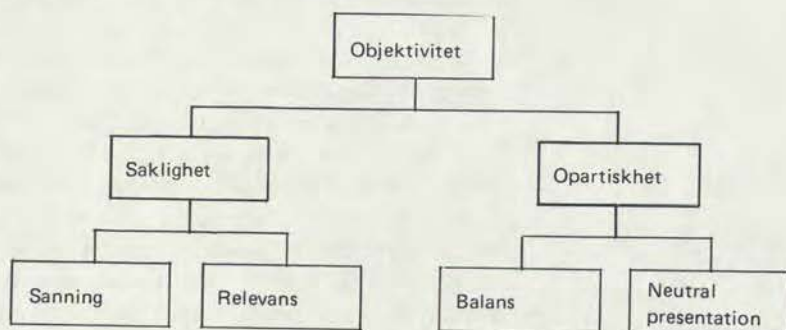 Objektivitet
Saklighet
Opartiskhet
Sanning
Relevans
Balans
Neutral
presentation